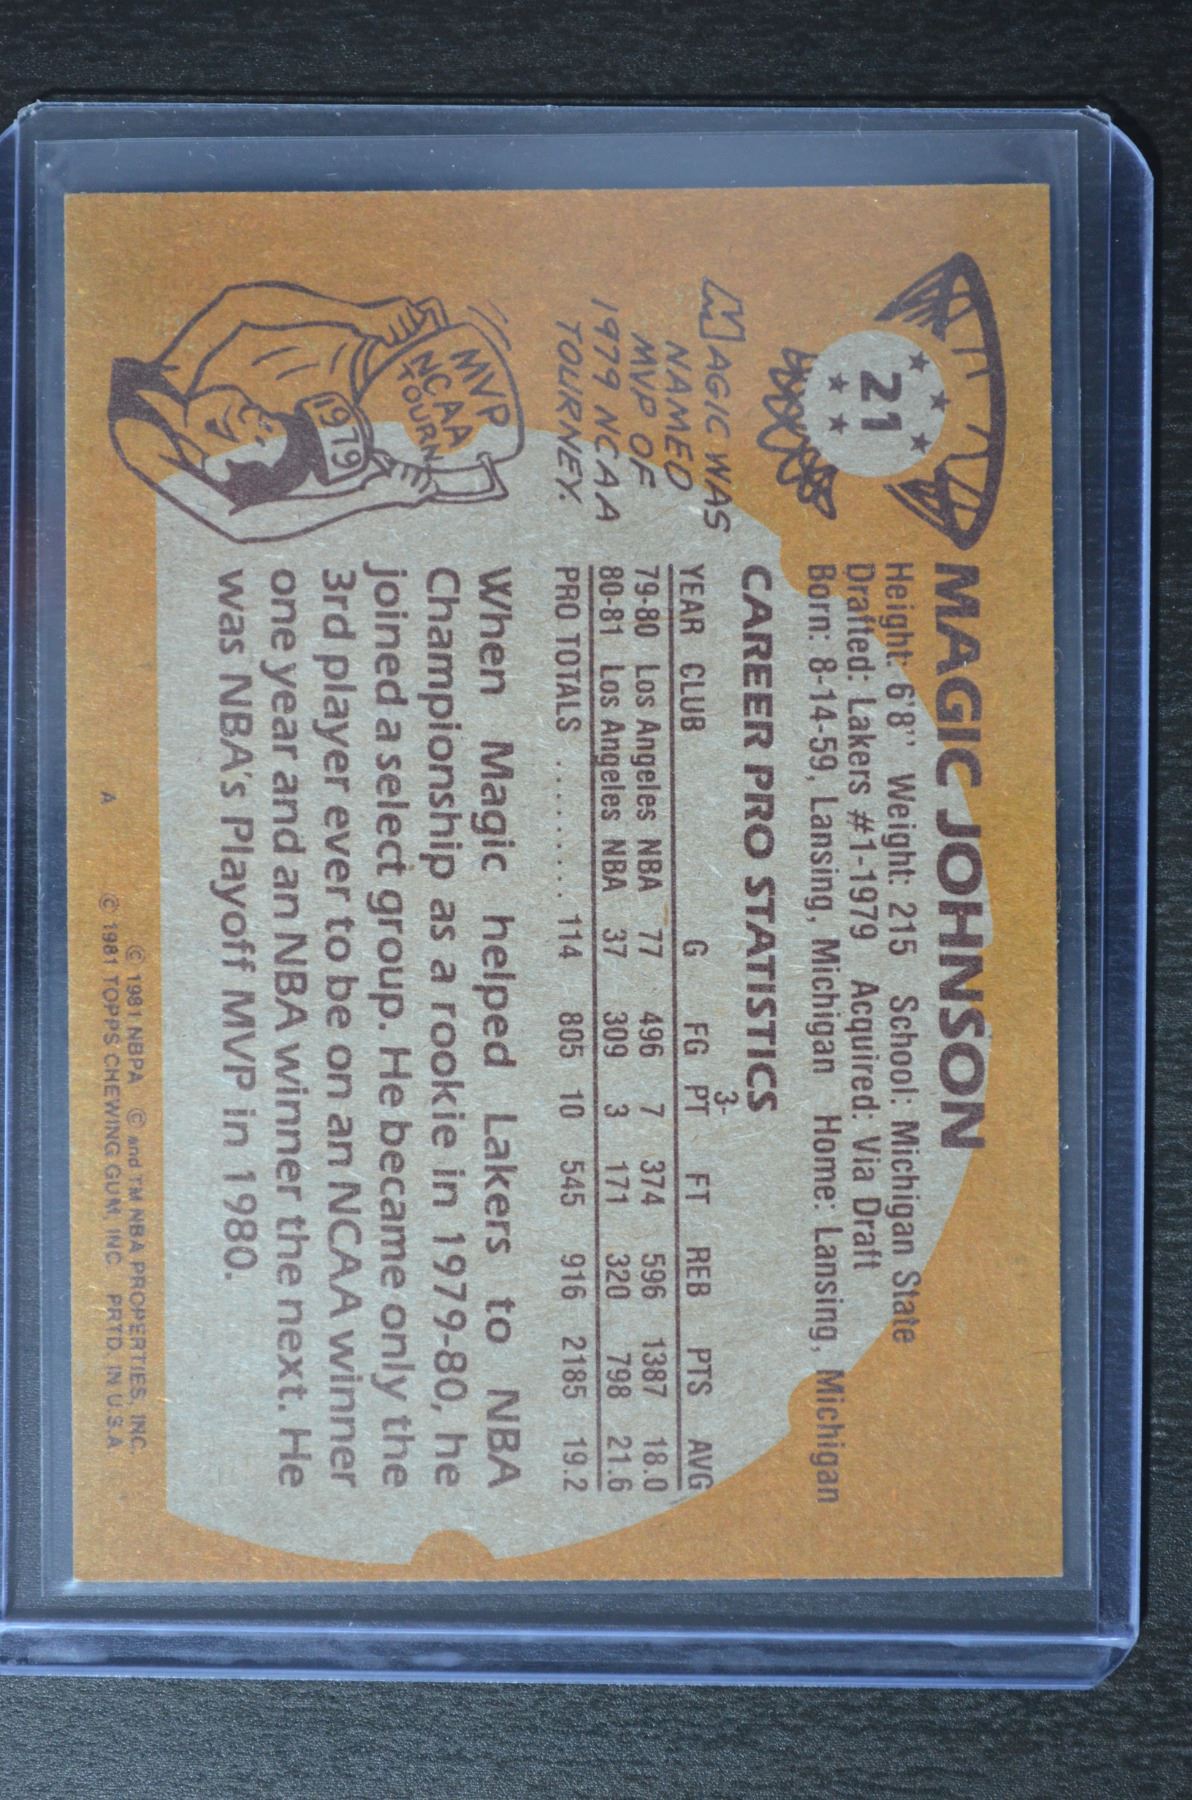 21
MAGIC JOHNSON
Height: 6'8'' Weight: 215 School: Michigan State
Drafted: Lakers #1-1979 Acquired: Via Draft
Born: 8-14-59, Lansing, Michigan Home: Lansing, Michigan
MAGIC WAS
NAMED
MVP OF
1979 NCAA
TOURNEY.
MVP
NCAA
TOURN
1979
CAREER PRO STATISTICS
YEAR CLUB G FG 3-PT FT REB PTS AVG
79-80 Los Angeles NBA 77 496 7 374 596 1387 18.0
80-81 Los Angeles NBA 37 309 3 171 320 798 21.6
PRO TOTALS ......... 114 805 10 545 916 2185 19.2
When Magic helped Lakers to NBA
Championship as a rookie in 1979-80, he
joined a select group. He became only the
3rd player ever to be on an NCAA winner
one year and an NBA winner the next. He
was NBA's Playoff MVP in 1980.
© 1981 NBPA © and TM NBA PROPERTIES, INC.
A © 1981 TOPPS CHEWING GUM, INC PRTD. IN U.S.A.